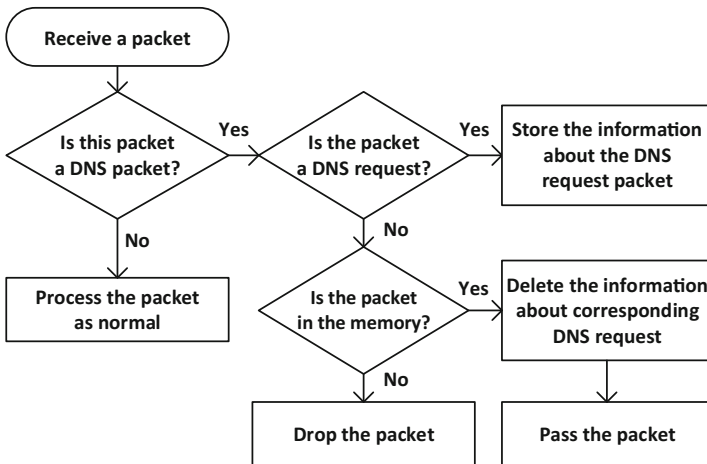 Receive a packet
Is this packet
a DNS packet?
Yes
Is the packet
a DNS request?
Yes
Store the information
about the DNS
request packet
No
No
Process the packet
as normal
Is the packet
in the memory?
Yes
Delete the information
about corresponding
DNS request
No
Drop the packet
Pass the packet